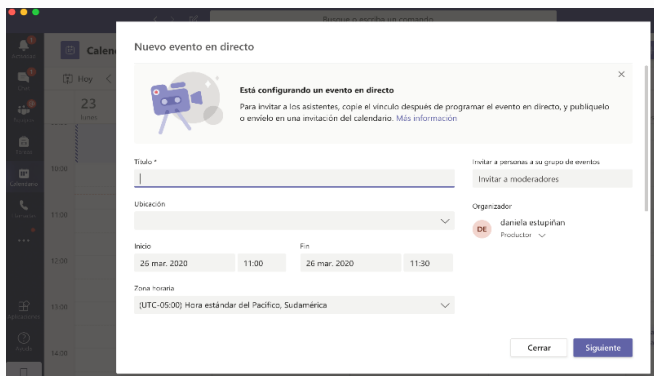 Busque o escriba un comando
Nuevo evento en directo
Calen
Hoy
23
lunes
Está configurando un evento en directo
Para invitar a los asistentes, copie el vínculo después de programar el evento en directo, y publíquelo
o envíelo en una invitación del calendario. Más información
Título *
Invitar a personas a su grupo de eventos
Invitar a moderadores
Ubicación
Organizador
DE
daniela estupiñan
Productor
Inicio
Fin
26 mar. 2020
11:00
26 mar. 2020
11:30
Zona horaria
(UTC-05:00) Hora estándar del Pacífico, Sudamérica
Cerrar
Siguiente
Calendario
10:00
11:00
12:00
13:00
14:00
Ayuda